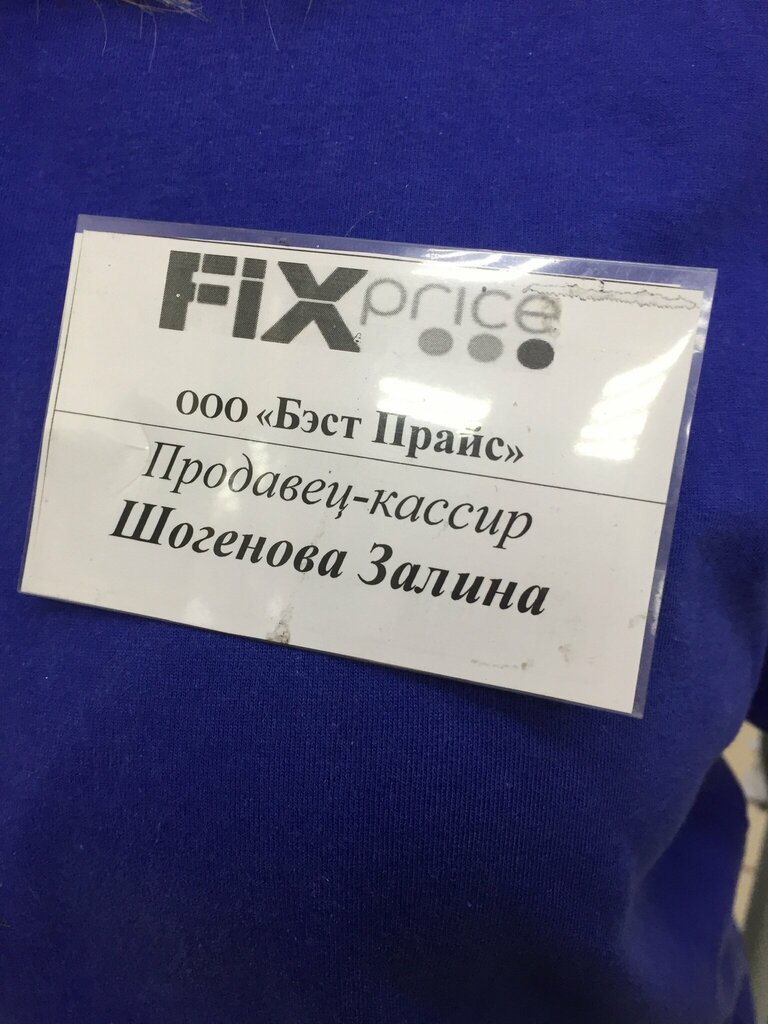 FiXprice
ООО «Бэст Прайс»
Продавец-кассир
Шогенова Залина